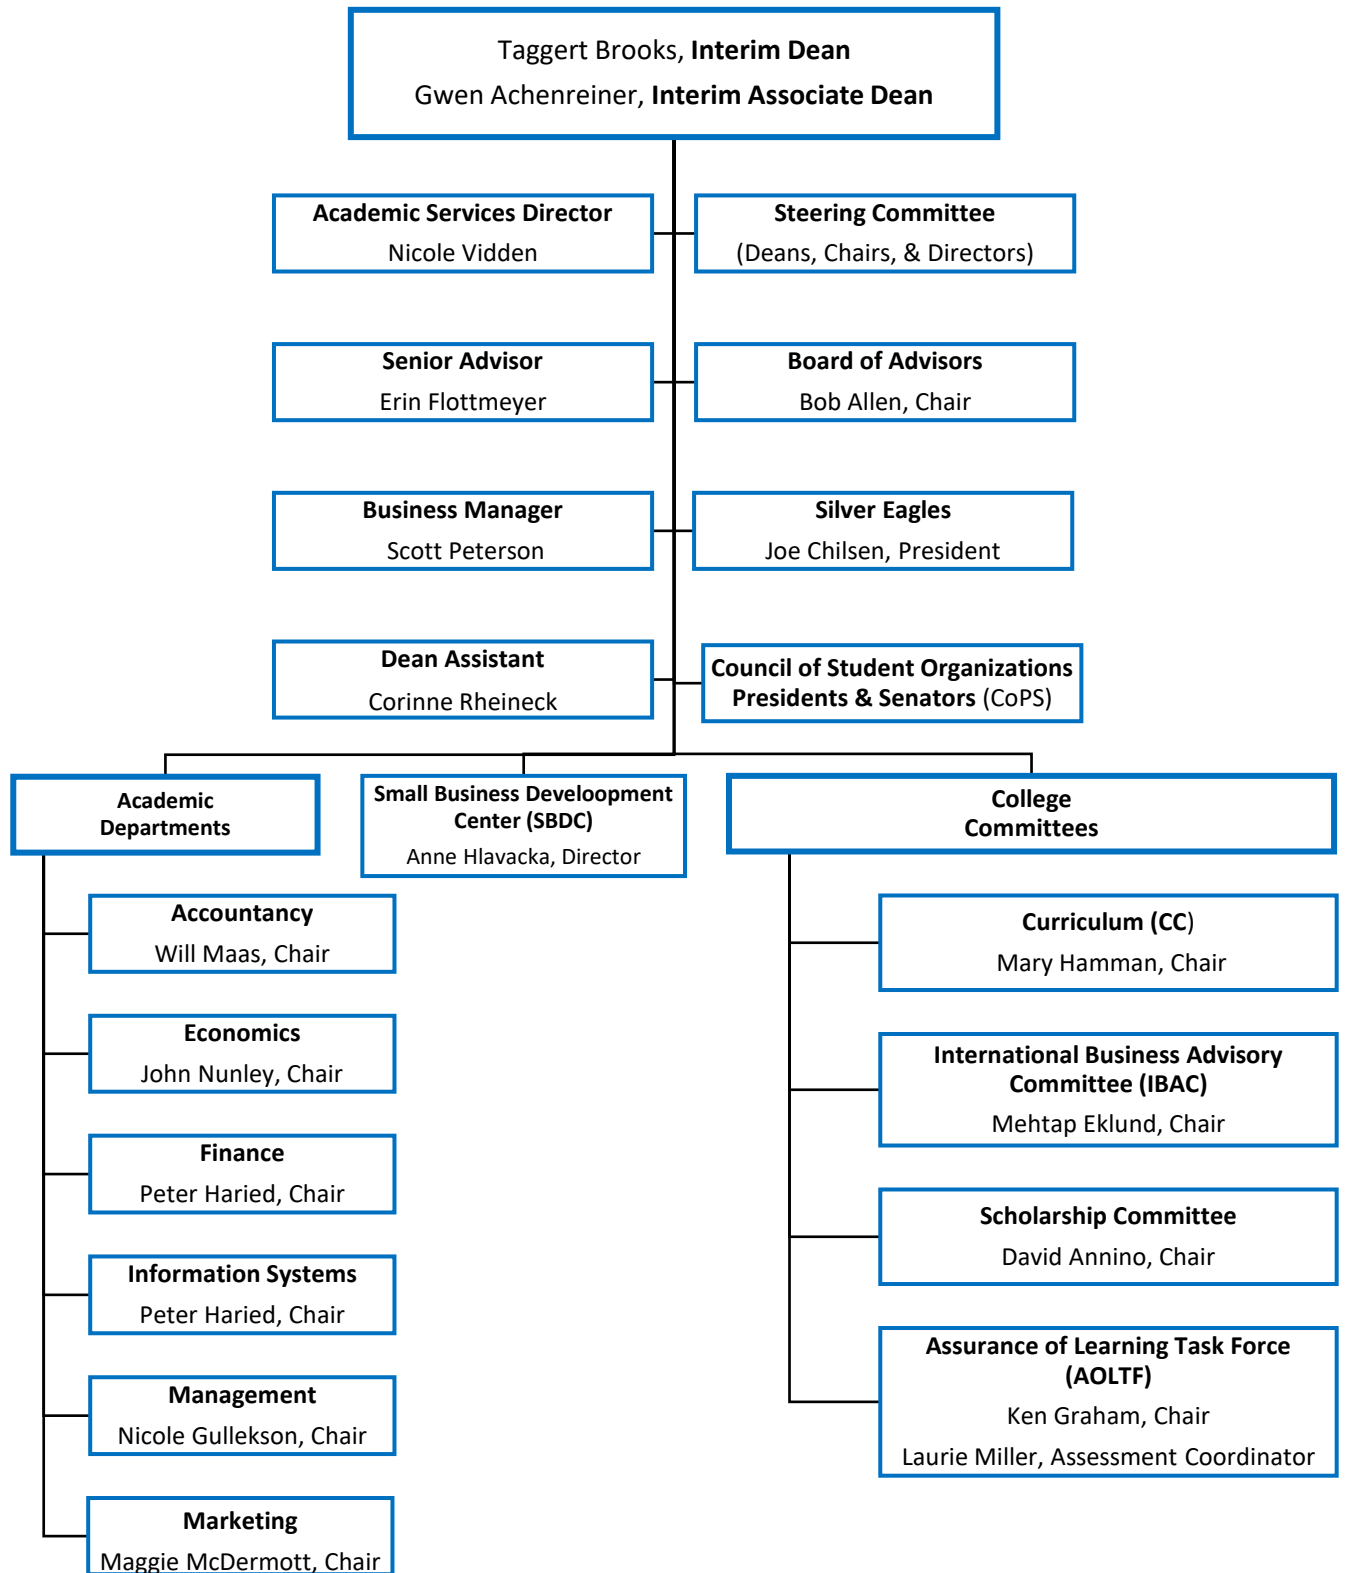 Taggert Brooks, Interim Dean
Gwen Achenreiner, Interim Associate Dean
Academic Services Director
Nicole Vidden
Steering Committee
(Deans, Chairs, & Directors)
Senior Advisor
Erin Flottmeyer
Board of Advisors
Bob Allen, Chair
Business Manager
Scott Peterson
Silver Eagles
Joe Chilsen, President
Dean Assistant
Corinne Rheineck
Council of Student Organizations
Presidents & Senators (CoPS)
Academic
Departments
Small Business Develoopment
Center (SBDC)
Anne Hlavacka, Director
College
Committees
Accountancy
Will Maas, Chair
Economics
John Nunley, Chair
Finance
Peter Haried, Chair
Information Systems
Peter Haried, Chair
Management
Nicole Gullekson, Chair
Marketing
Maggie McDermott, Chair
Curriculum (CC)
Mary Hamman, Chair
International Business Advisory
Committee (IBAC)
Mehtap Eklund, Chair
Scholarship Committee
David Annino, Chair
Assurance of Learning Task Force
(AOLTF)
Ken Graham, Chair
Laurie Miller, Assessment Coordinator